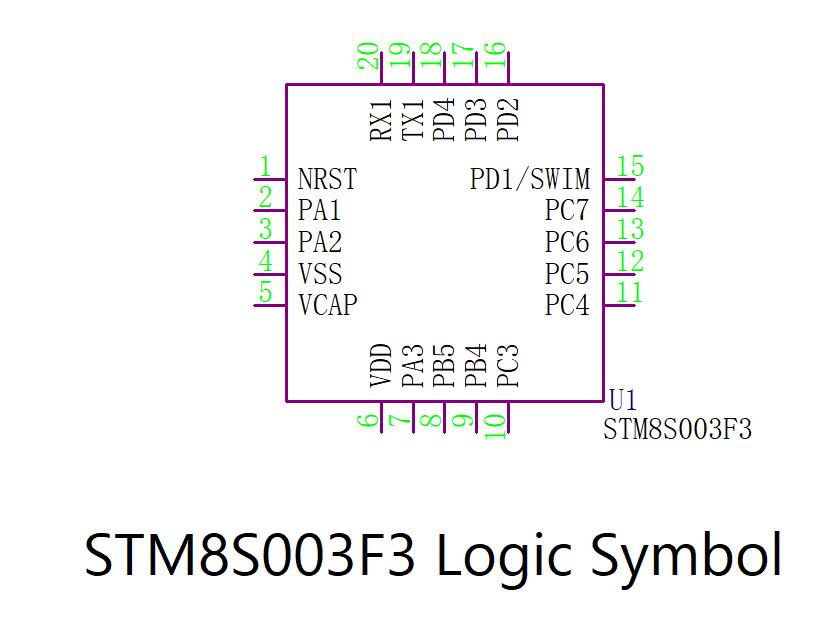 20 19 18 17 16
RX1 TX1 PD4 PD3 PD2
1 NRST PD1/SWIM 15
2 PA1 PC7 14
3 PA2 PC6 13
4 VSS PC5 12
5 VCAP PC4 11
VDD PA3 PB5 PB4 PC3
6 7 8 9 10
U1
STM8S003F3
STM8S003F3 Logic Symbol